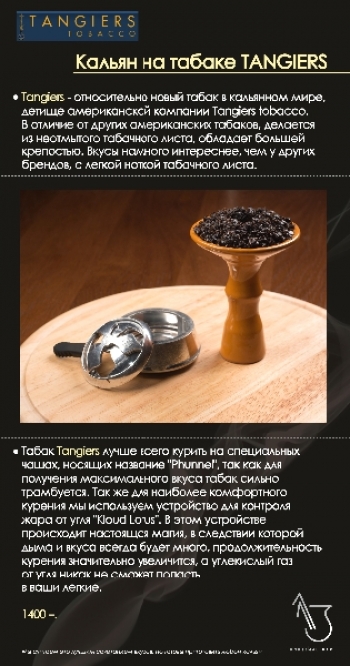 TANGIERS
TOBACCO
Кальян на табаке TANGIERS
• Tangiers - относительно новый табак в кальянном мире,
детище американской компании Tangiers tobacco.
В отличие от других американских табаков, делается
из неотмытого табачного листа, обладает большей
крепостью. Вкусы намного интереснее, чем у других
брендов, с легкой ноткой табачного листа.
• Табак Tangiers лучше всего курить на специальных
чашах, носящих название "Phunnel", так как для
получения максимального вкуса табак сильно
трамбуется. Так же для наиболее комфортного
курения мы используем устройство для контроля
жара от угля "Kloud Lotus". В этом устройстве
происходит настоящая магия, в следствии которой
дыма и вкуса всегда будет много, продолжительность
курения значительно увеличится, а углекислый газ
от угля никак не сможет попасть
в ваши легкие.
1400 –.